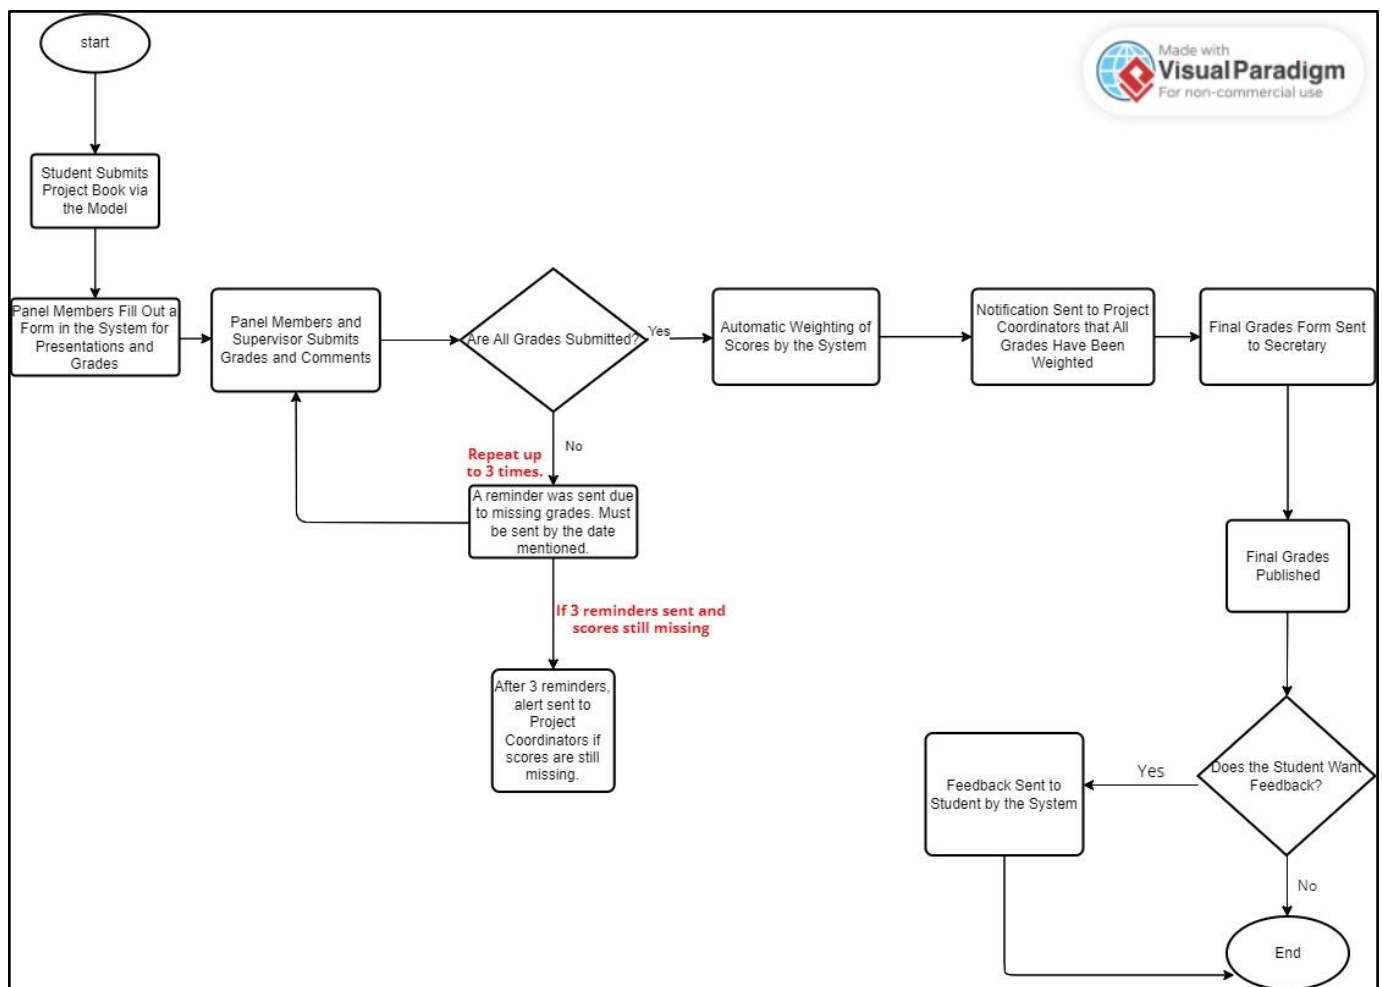 start
Made with
Visual Paradigm
For non-commercial use
Student Submits
Project Book via
the Model
Panel Members Fill Out a
Form in the System for
Presentations and
Grades
Panel Members and
Supervisor Submits
Grades and Comments
Are All Grades Submitted?
Yes
Automatic Weighting of
Scores by the System
Notification Sent to Project
Coordinators that All
Grades Have Been
Weighted
Final Grades Form Sent
to Secretary
No
Repeat up
to 3 times.
A reminder was sent due
to missing grades. Must
be sent by the date
mentioned.
If 3 reminders sent and
scores still missing
After 3 reminders,
alert sent to
Project
Coordinators if
scores are still
missing.
Final Grades
Published
Does the Student Want
Feedback?
Yes
Feedback Sent to
Student by the System
No
End